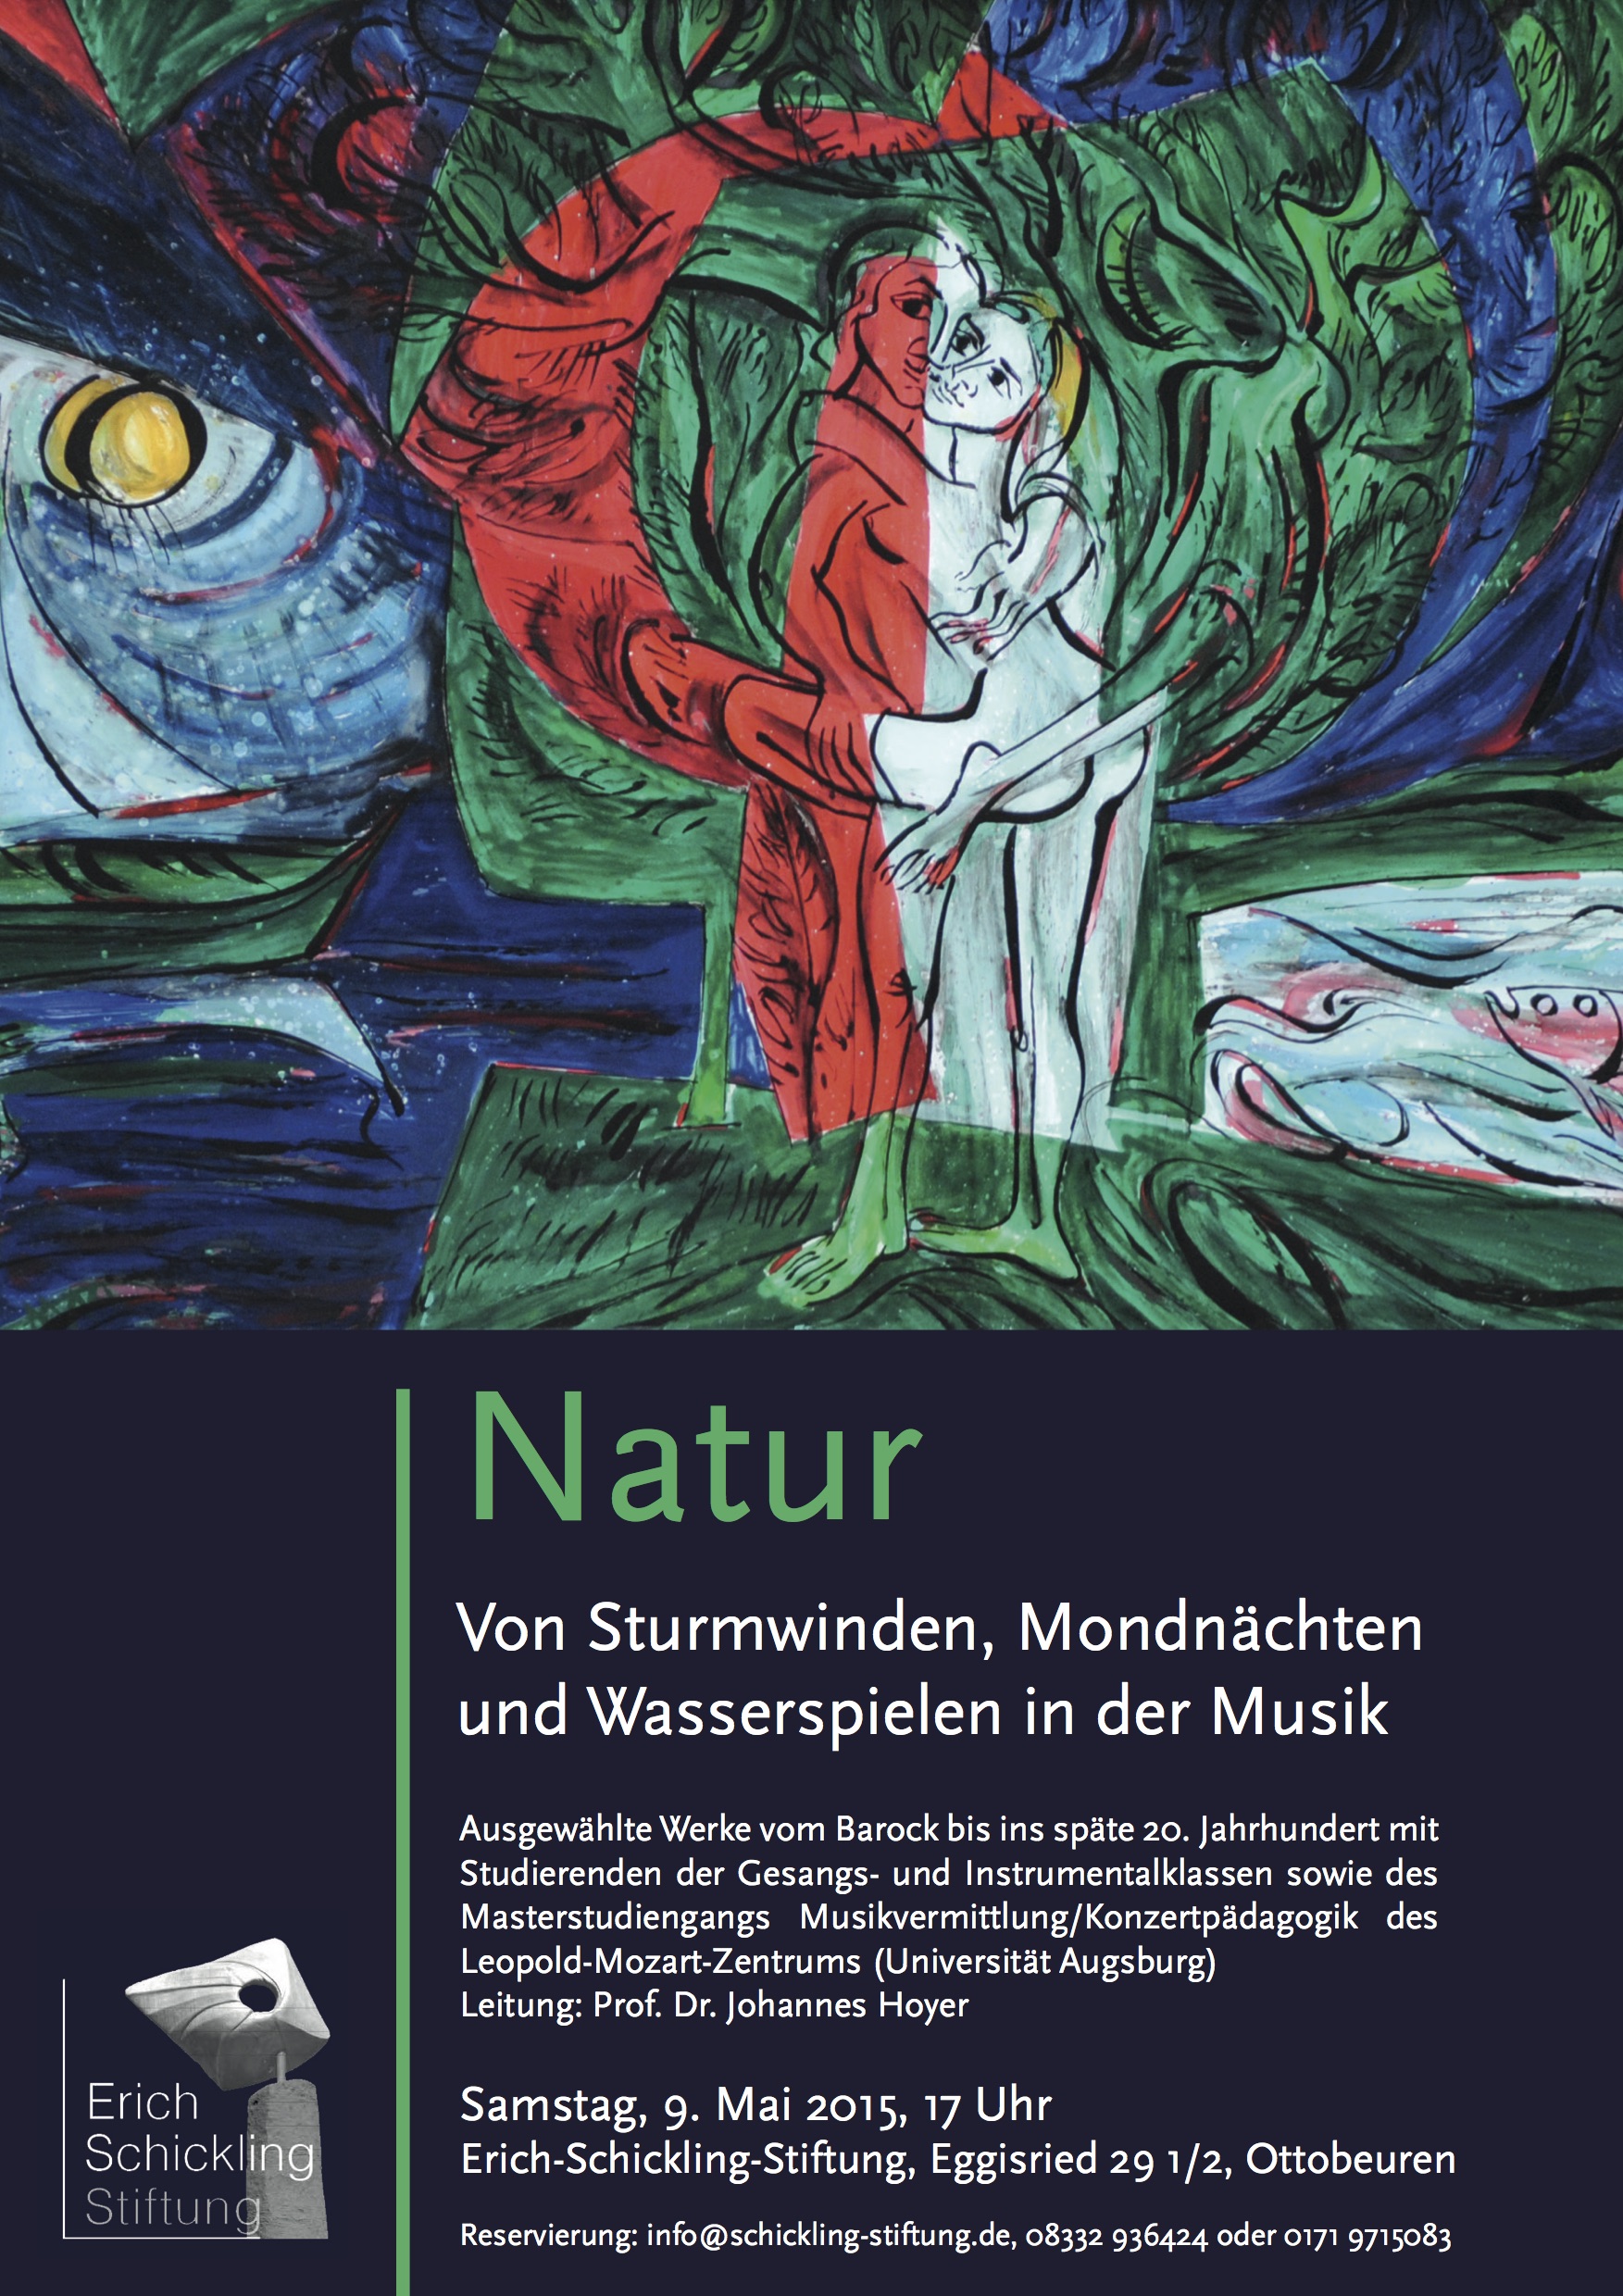 Natur
Von Sturmwinden, Mondnächten
und Wasserspielen in der Musik
Ausgewählte Werke vom Barock bis ins späte 20. Jahrhundert mit
Studierenden der Gesangs- und Instrumentalklassen sowie des
Masterstudiengangs Musikvermittlung/Konzertpädagogik des
Leopold-Mozart-Zentrums (Universität Augsburg)
Leitung: Prof. Dr. Johannes Hoyer
Samstag, 9. Mai 2015, 17 Uhr
Erich-Schickling-Stiftung, Eggisried 29 1/2, Ottobeuren
Reservierung: info@schickling-stiftung.de, 08332 936424 oder 0171 9715083
Erich
Schickling
Stiftung